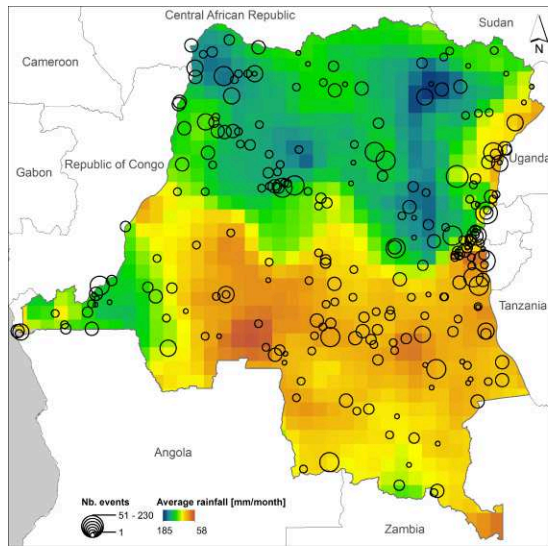 Central African Republic
Sudan
N
Cameroon
Gabon
Republic of Congo
Uganda
Tanzania
Angola
Nb. events
Average rainfall [mm/month]
51 - 230
1
185
58
Zambia